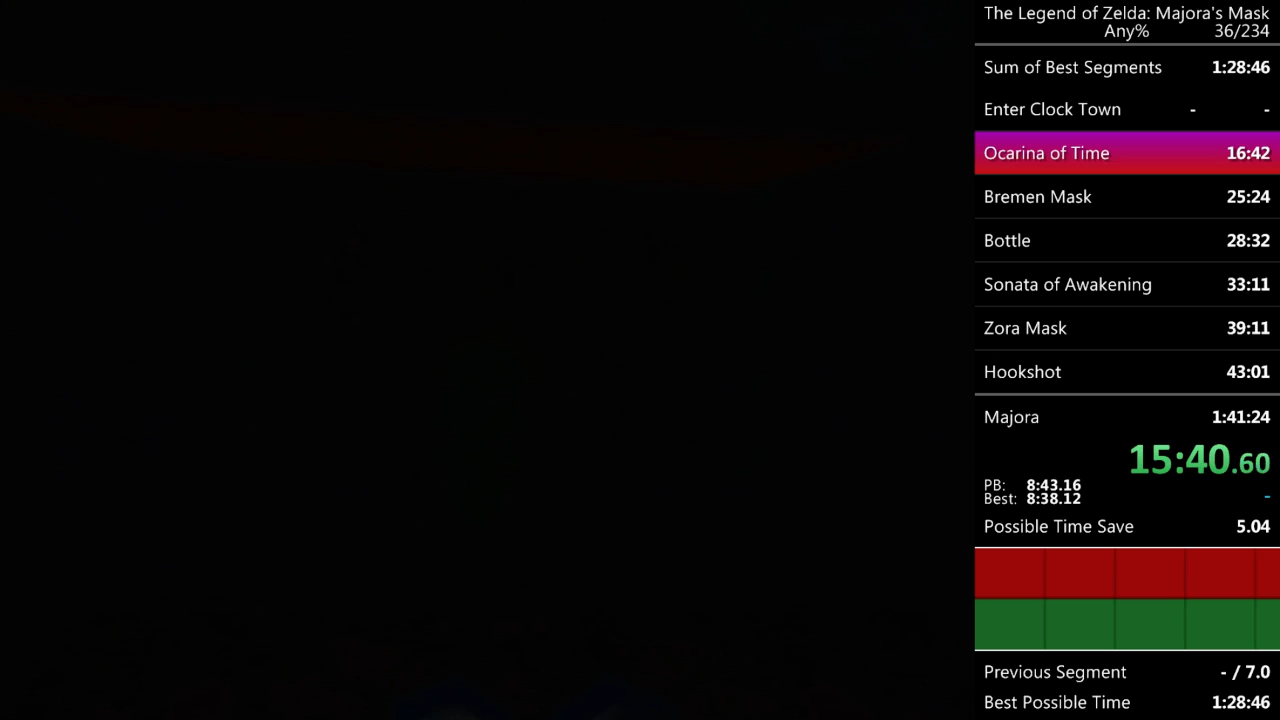 The Legend of Zelda: Majora's Mask
Any% 36/234
Sum of Best Segments 1:28:46
Enter Clock Town - -
Ocarina of Time 16:42
Bremen Mask 25:24
Bottle 28:32
Sonata of Awakening 33:11
Zora Mask 39:11
Hookshot 43:01
Majora 1:41:24
15:40.60
PB: 8:43.16
Best: 8:38.12 -
Possible Time Save 5.04
Previous Segment - / 7.0
Best Possible Time 1:28:46